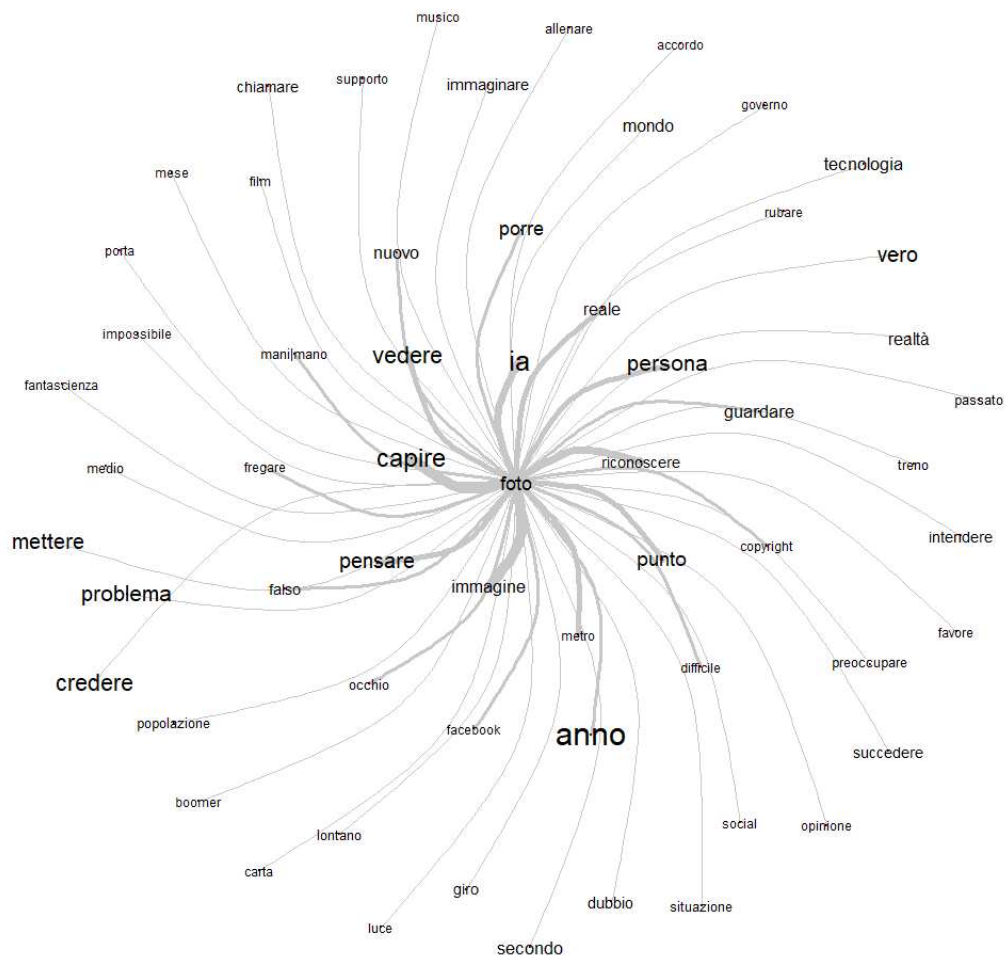 musico
allenare
accordo
chiamare
supporto
immaginare
governo
mondo
tecnologia
mese
film
rubare
porre
nuovo
vero
porta
reale
impossibile
mani|mano
vedere
ia
persona
realtà
fantastienza
guardare
passato
capire
riconoscere
medio
fregare
foto
treno
mettere
pensare
punto
copyright
intendere
problema
falso
immagine
metro
favore
credere
occhio
difficile
preoccupare
popolazione
facebook
anno
succedere
boomer
lontano
social
opinione
carta
giro
dubbio
situazione
luce
secondo